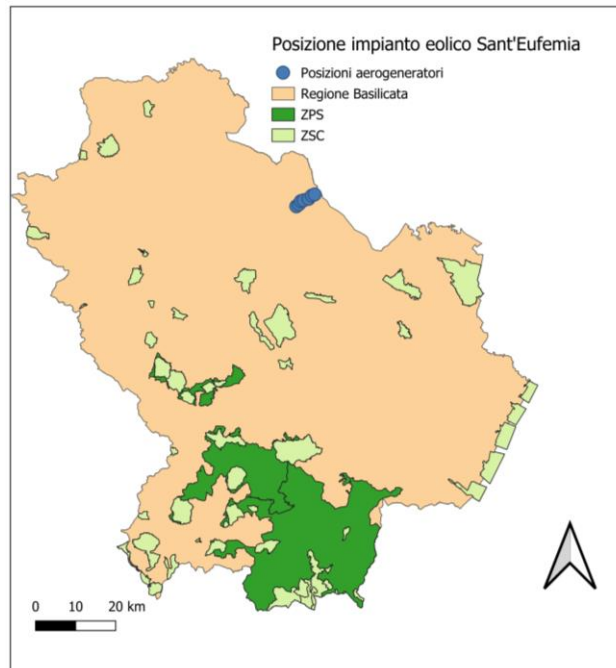 Posizione impianto eolico Sant'Eufemia
Posizioni aerogeneratori
Regione Basilicata
ZPS
ZSC
0 10 20 km